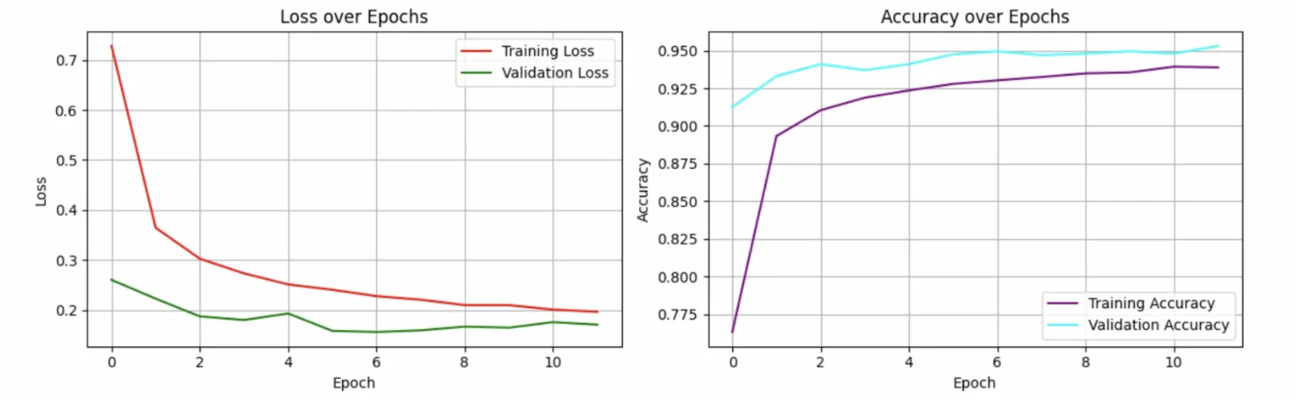 Loss over Epochs
Training Loss
Validation Loss
0.7
0.6
0.5
0.4
0.3
0.2
Loss
0 2 4 6 8 10
Epoch
Accuracy over Epochs
0.950
0.925
0.900
0.875
0.850
0.825
0.800
0.775
Accuracy
Training Accuracy
Validation Accuracy
0 2 4 6 8 10
Epoch